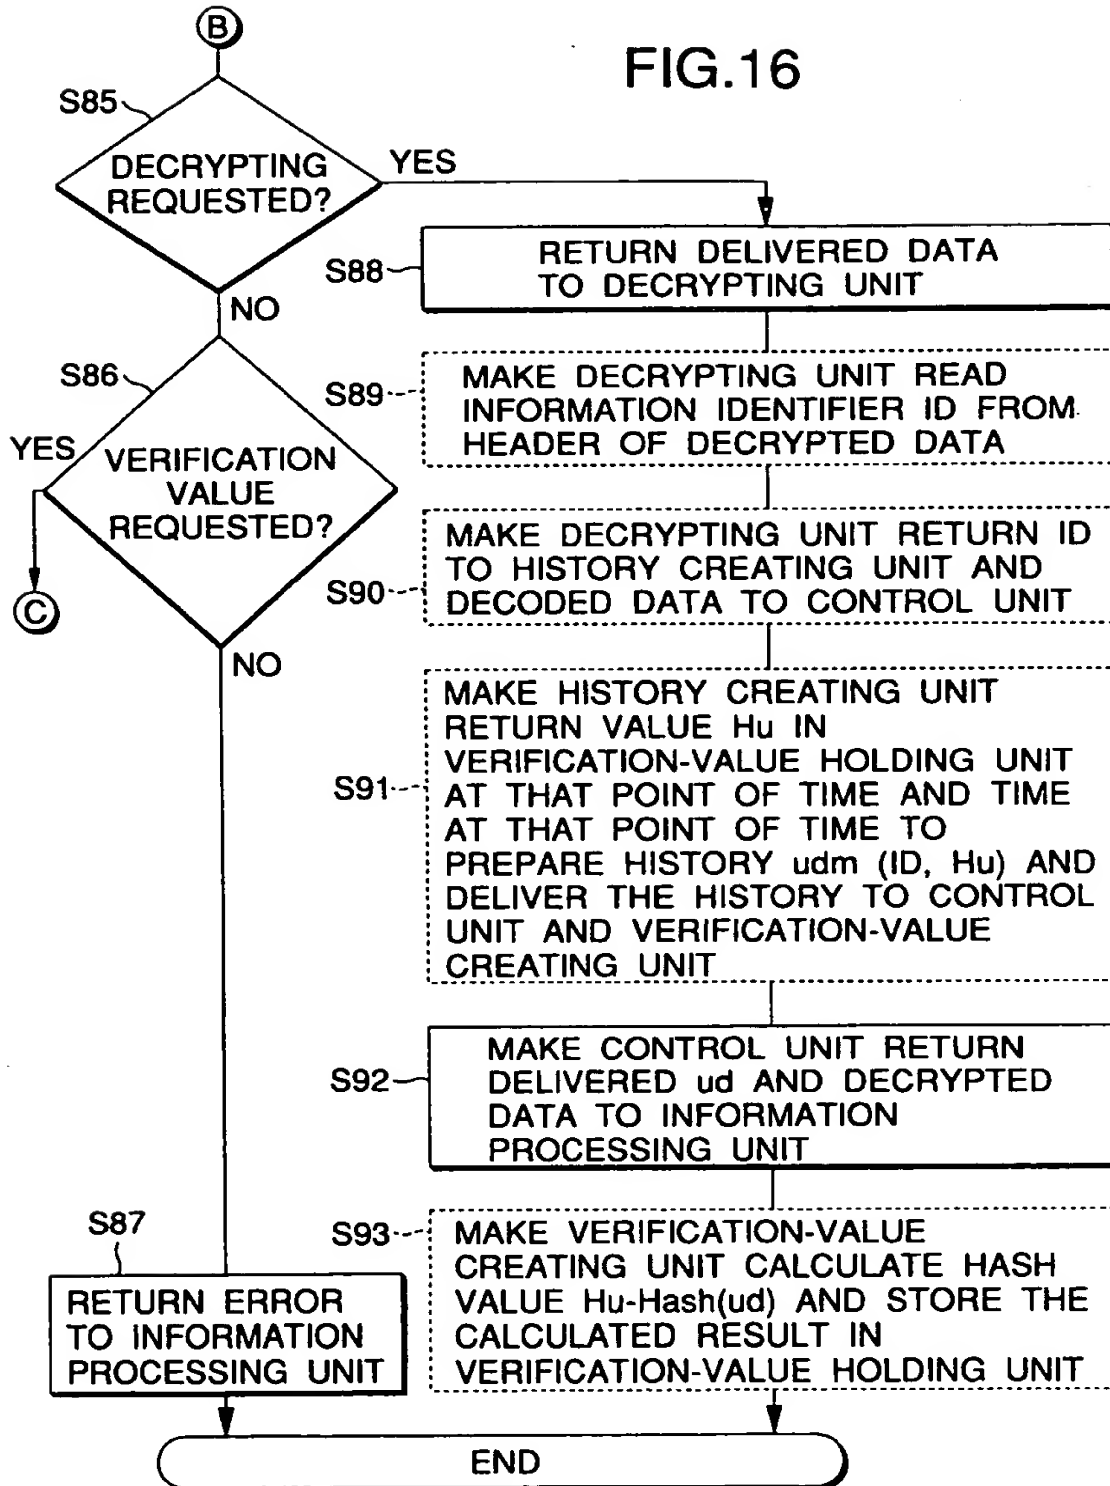 FIG.16
B
S85
DECRYPTING
REQUESTED?
YES
NO
S86
YES
VERIFICATION
VALUE
REQUESTED?
C
NO
S87
RETURN ERROR
TO INFORMATION
PROCESSING UNIT
S88
RETURN DELIVERED DATA
TO DECRYPTING UNIT
S89
MAKE DECRYPTING UNIT READ
INFORMATION IDENTIFIER ID FROM
HEADER OF DECRYPTED DATA
S90
MAKE DECRYPTING UNIT RETURN ID
TO HISTORY CREATING UNIT AND
DECODED DATA TO CONTROL UNIT
S91
MAKE HISTORY CREATING UNIT
RETURN VALUE Hu IN
VERIFICATION-VALUE HOLDING UNIT
AT THAT POINT OF TIME AND TIME
AT THAT POINT OF TIME TO
PREPARE HISTORY udm (ID, Hu) AND
DELIVER THE HISTORY TO CONTROL
UNIT AND VERIFICATION-VALUE
CREATING UNIT
S92
MAKE CONTROL UNIT RETURN
DELIVERED ud AND DECRYPTED
DATA TO INFORMATION
PROCESSING UNIT
S93
MAKE VERIFICATION-VALUE
CREATING UNIT CALCULATE HASH
VALUE Hu-Hash(ud) AND STORE THE
CALCULATED RESULT IN
VERIFICATION-VALUE HOLDING UNIT
END